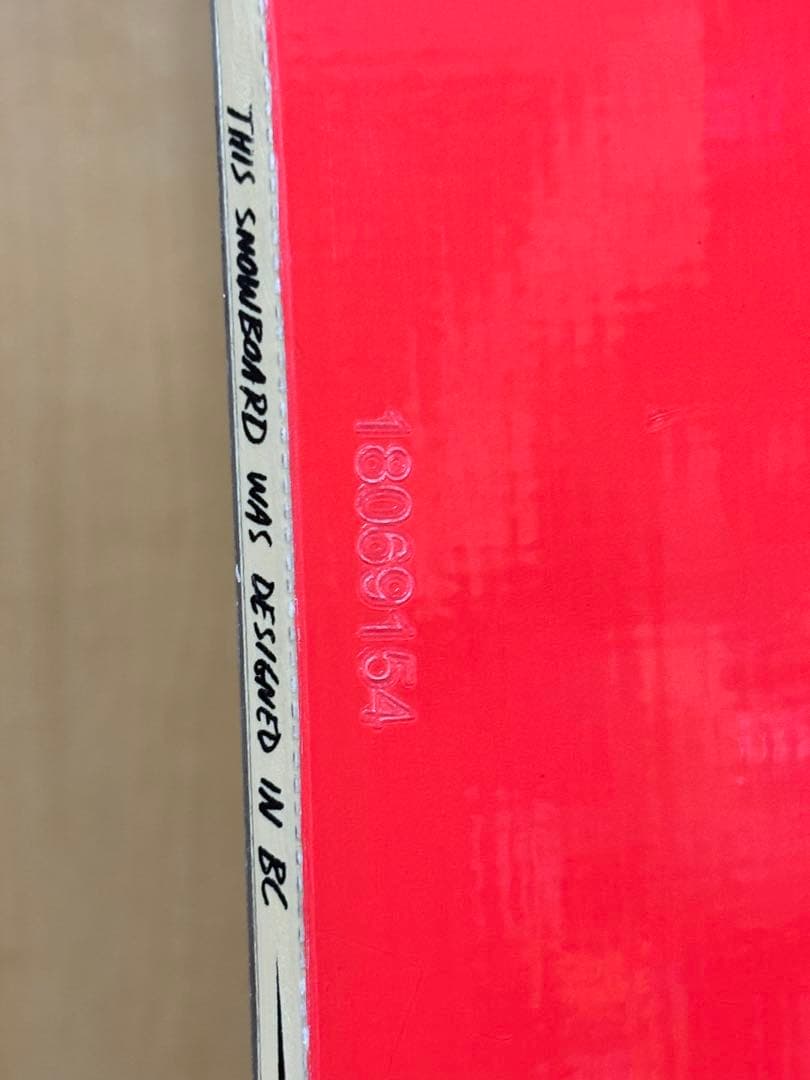 THIS SNOWBOARD WAS DESIGNED IN BC
18069154